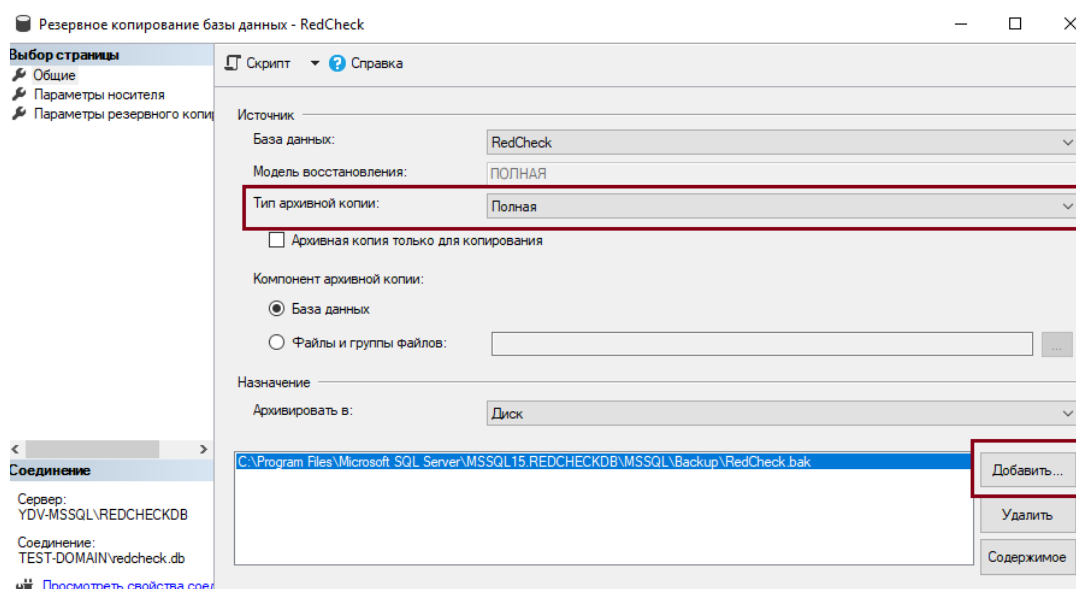 Резервное копирование базы данных - RedCheck
Выбор страницы
Общие
Параметры носителя
Параметры резервного копи
Скрипт
Справка
Источник
База данных:
RedCheck
Модель восстановления:
ПОЛНАЯ
Тип архивной копии:
Полная
Архивная копия только для копирования
Компонент архивной копии:
База данных
Файлы и группы файлов:
...
Назначение
Архивировать в:
Диск
C:\Program Files\Microsoft SQL Server\MSSQL15.REDCHECKDB\MSSQL\Backup\RedCheck.bak
Добавить...
Удалить
Содержимое
Соединение
Сервер:
YDV-MSSQL\REDCHECKDB
Соединение:
TEST-DOMAIN\redcheck.db
Просмотреть свойства соед